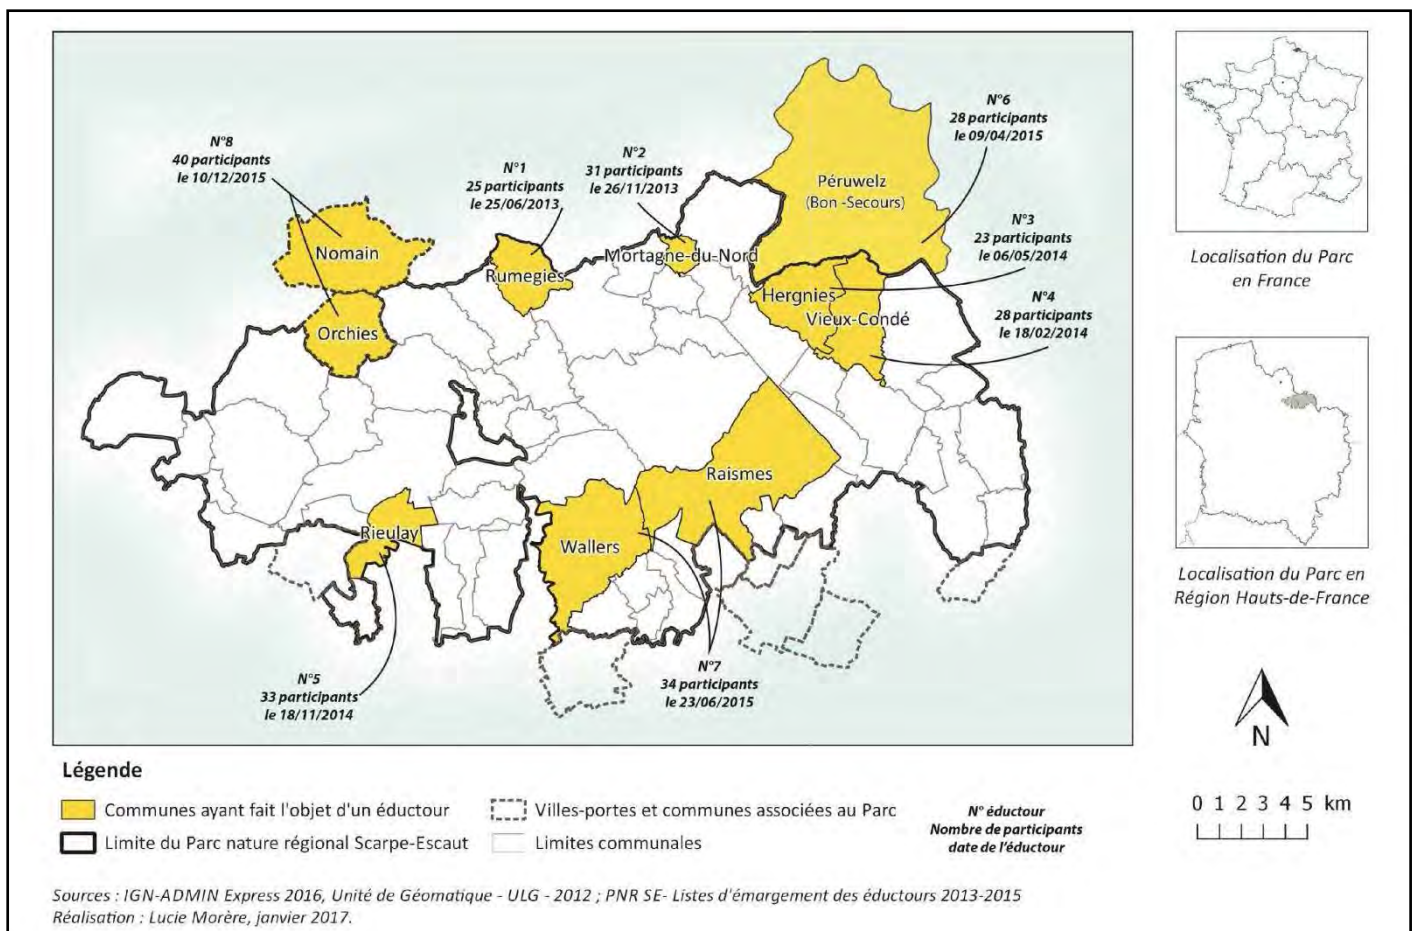 N°8
40 participants
le 10/12/2015
N°1
25 participants
le 25/06/2013
N°2
31 participants
le 26/11/2013
N°6
28 participants
le 09/04/2015
Péruwelz
(Bon -Secours)
N°3
23 participants
le 06/05/2014
N°4
28 participants
le 18/02/2014
Nomain
Orchies
Rumegies
Mortagne-du-Nord
Hergnies
Vieux-Condé
Raismes
Wallers
Rieulay
N°5
33 participants
le 18/11/2014
N°7
34 participants
le 23/06/2015
Localisation du Parc
en France
Localisation du Parc en
Région Hauts-de-France
N
0 1 2 3 4 5 km
Légende
Communes ayant fait l'objet d'un éductour
Limite du Parc nature régional Scarpe-Escaut
Villes-portes et communes associées au Parc
Limites communales
N° éductour
Nombre de participants
date de l'éductour
Sources : IGN-ADMIN Express 2016, Unité de Géomatique - ULG - 2012 ; PNR SE- Listes d'émargement des éductours 2013-2015
Réalisation : Lucie Morère, janvier 2017.